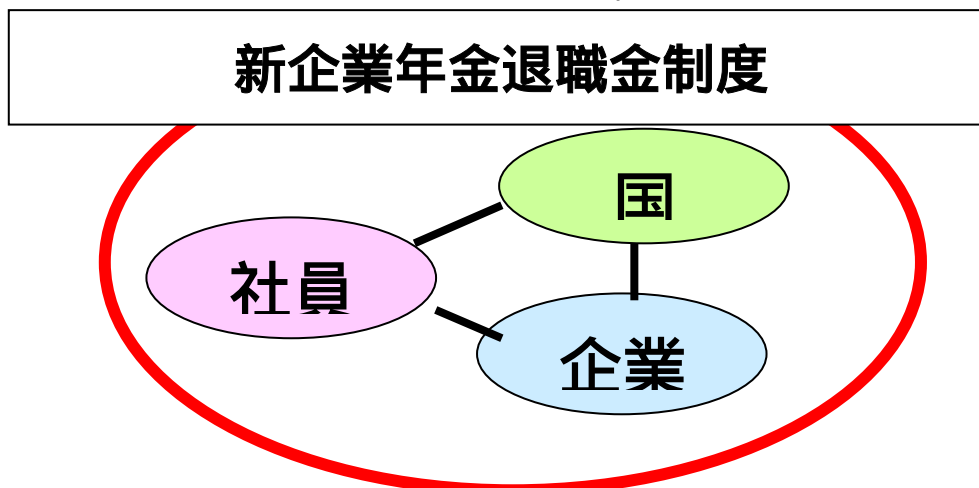 新企業年金退職金制度
国
社員
企業